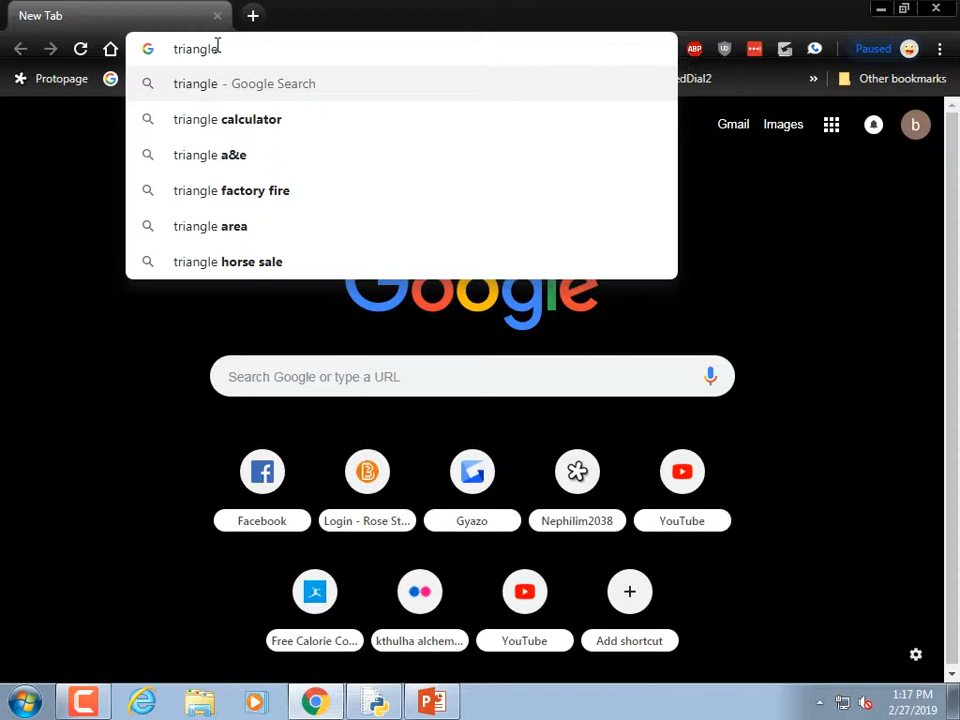 New Tab
triangle
Paused
Protopage
edDial2
»
Other bookmarks
triangle - Google Search
triangle calculator
triangle a&e
triangle factory fire
triangle area
triangle horse sale
Gmail
Images
b
Google
Search Google or type a URL
Facebook
Login - Rose St...
Gyazo
Nephilim2038
YouTube
Free Calorie Co...
kthulha alchem...
YouTube
Add shortcut
1:17 PM
2/27/2019